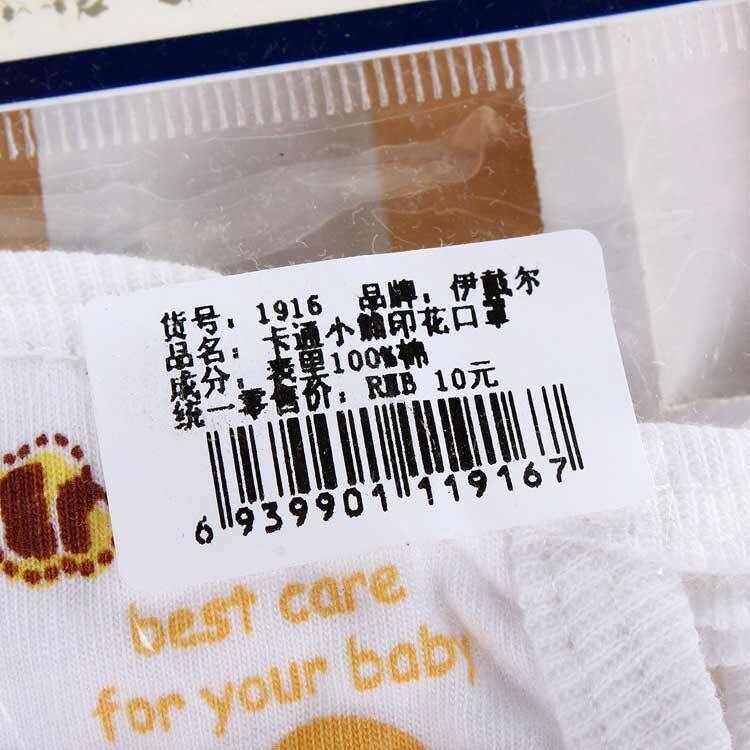 货号：1916 品牌：伊戴尔
品名：卡通小熊印花口罩
成分：表里100%棉
统一零售价：RMB 10元
6 939901 119167
best care
for your baby